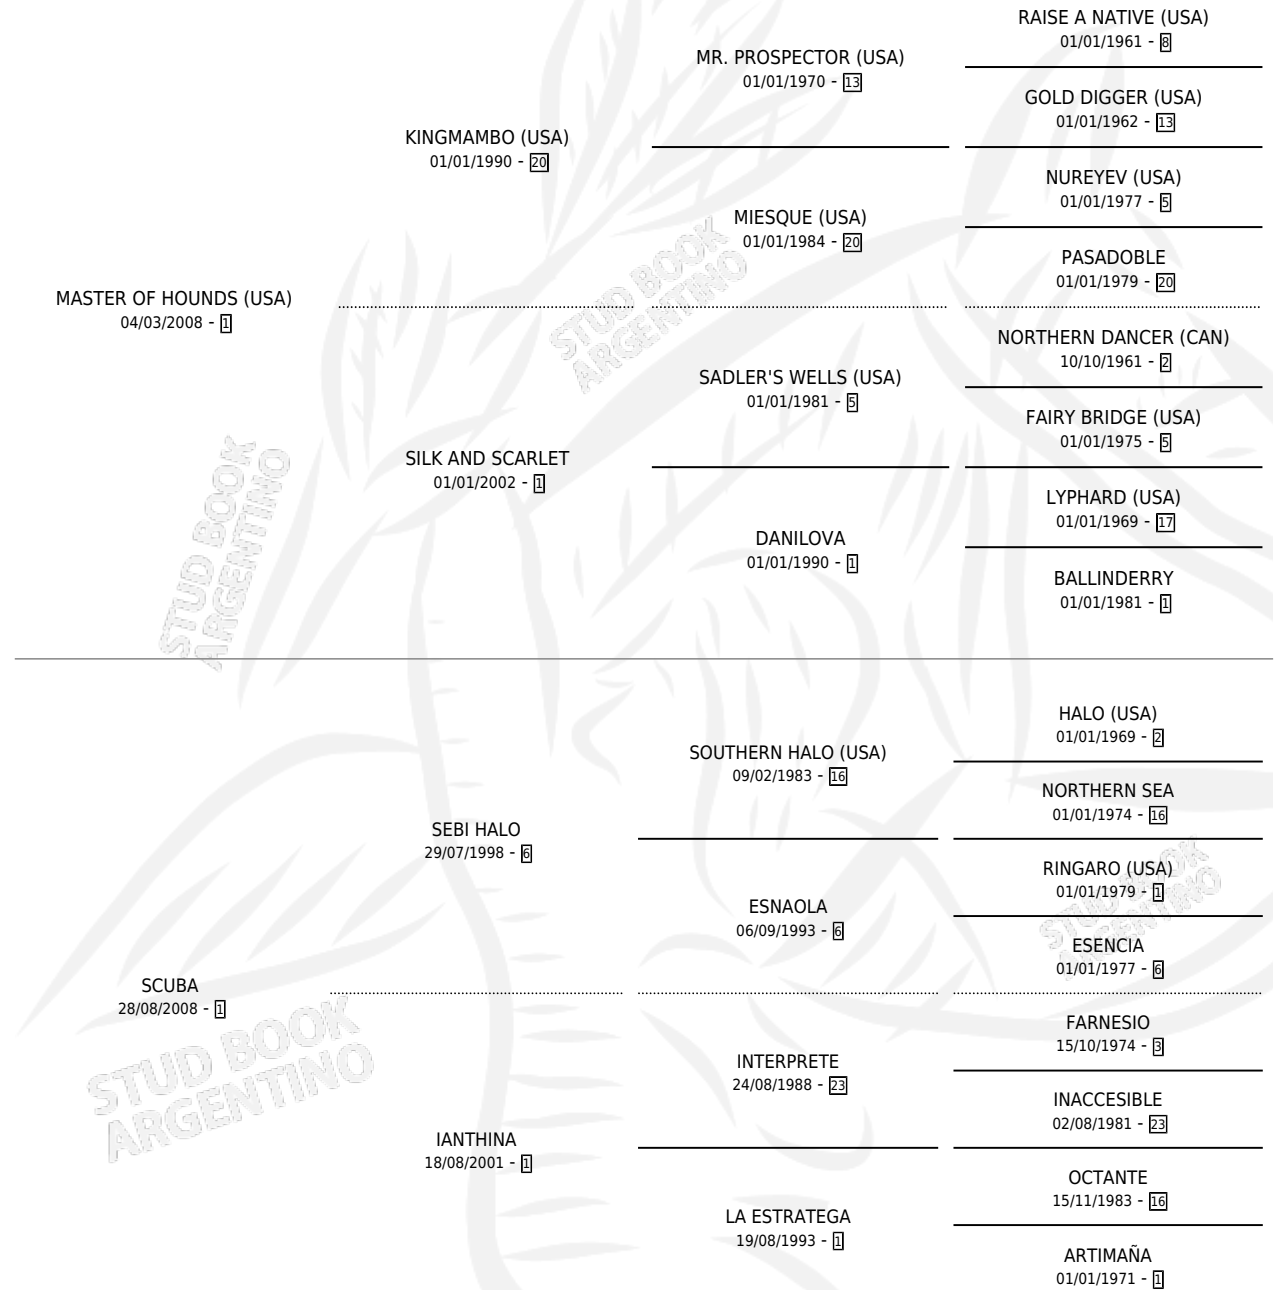 RAISE A NATIVE (USA)
01/01/1961 - 8
MR. PROSPECTOR (USA)
01/01/1970 - 13
GOLD DIGGER (USA)
01/01/1962 - 13
KINGMAMBO (USA)
01/01/1990 - 20
NUREYEV (USA)
01/01/1977 - 5
MIESQUE (USA)
01/01/1984 - 20
PASADOBLE
01/01/1979 - 20
MASTER OF HOUNDS (USA)
04/03/2008 - 1
NORTHERN DANCER (CAN)
10/10/1961 - 2
SADLER'S WELLS (USA)
01/01/1981 - 5
FAIRY BRIDGE (USA)
01/01/1975 - 5
SILK AND SCARLET
01/01/2002 - 1
LYPHARD (USA)
01/01/1969 - 17
DANILOVA
01/01/1990 - 1
BALLINDERRY
01/01/1981 - 1
HALO (USA)
01/01/1969 - 2
SOUTHERN HALO (USA)
09/02/1983 - 16
NORTHERN SEA
01/01/1974 - 16
SEBI HALO
29/07/1998 - 6
RINGARO (USA)
01/01/1979 - 1
ESNAOLA
06/09/1993 - 6
ESENCIA
01/01/1977 - 6
SCUBA
28/08/2008 - 1
FARNESIO
15/10/1974 - 3
INTERPRETE
24/08/1988 - 23
INACCESIBLE
02/08/1981 - 23
IANTHINA
18/08/2001 - 1
OCTANTE
15/11/1983 - 16
LA ESTRATEGA
19/08/1993 - 1
ARTIMAÑA
01/01/1971 - 1
STUD BOOK
ARGENTINO
STUD BOOK
ARGENTINO
STUD BOOK
ARGENTINO
STUD BOOK
ARGENTINO